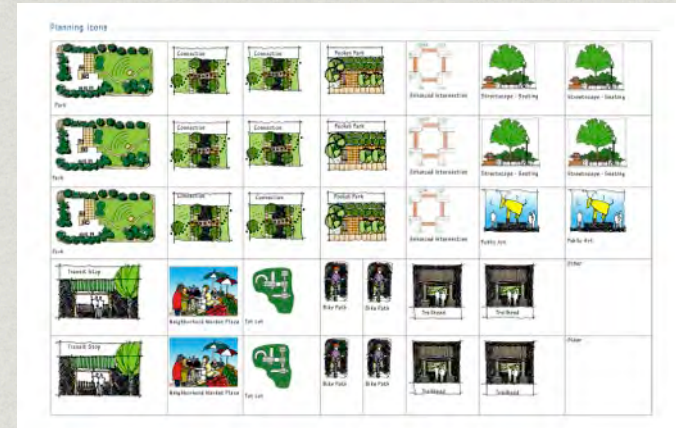 Planning icons
Connection
Connection
Pocket Park
Park
Enhanced Intersection
Streetscape - Seating
Streetscape - Seating
Connection
Connection
Pocket Park
Park
Enhanced Intersection
Streetscape - Seating
Streetscape - Seating
Connection
Connection
Pocket Park
Park
Enhanced Intersection
Public Art
Public Art
Transit Stop
Neighborhood Market Plaza
Tot Lot
Bike Path
Bike Path
Trailhead
Trailhead
Other
Transit Stop
Neighborhood Market Plaza
Tot Lot
Bike Path
Bike Path
Trailhead
Trailhead
Other